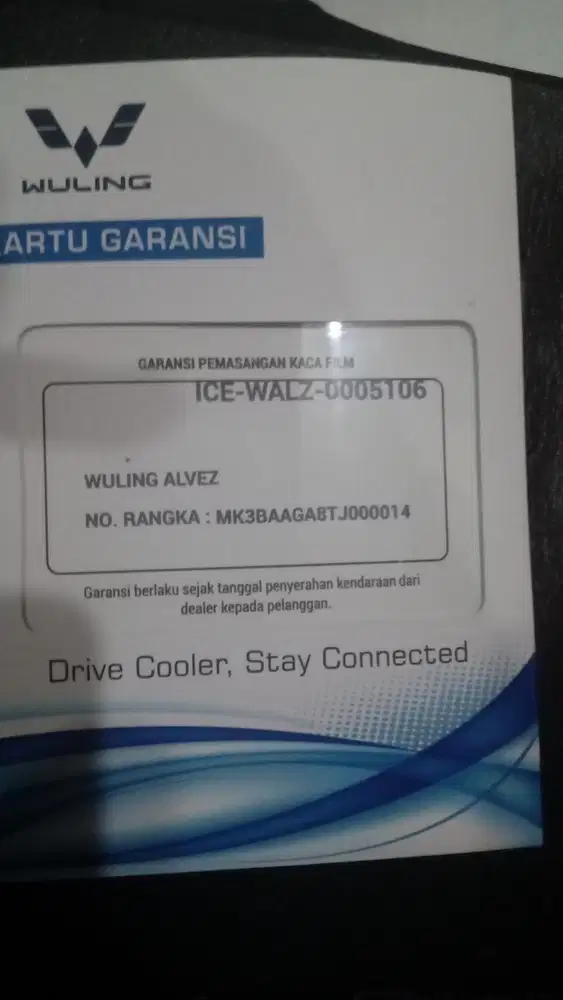 WULING
ARTU GARANSI
GARANSI PEMASANGAN KACA FILM
ICE-WALZ-0005106
WULING ALVEZ
NO. RANGKA : MK3BAAGA8TJ000014
Garansi berlaku sejak tanggal penyerahan kendaraan dari
dealer kepada pelanggan.
Drive Cooler, Stay Connected